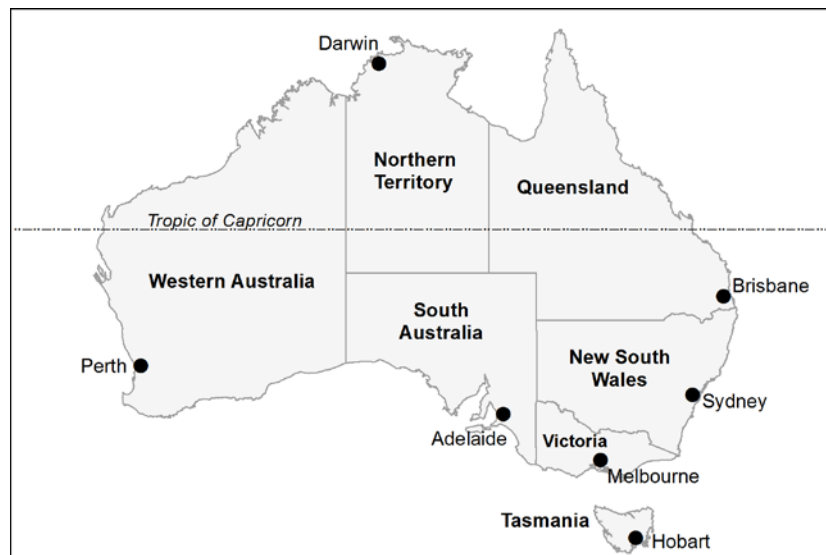 Darwin
Northern
Territory
Queensland
Tropic of Capricorn
Western Australia
Brisbane
South
Australia
Perth
New South
Wales
Sydney
Adelaide
Victoria
Melbourne
Tasmania
Hobart